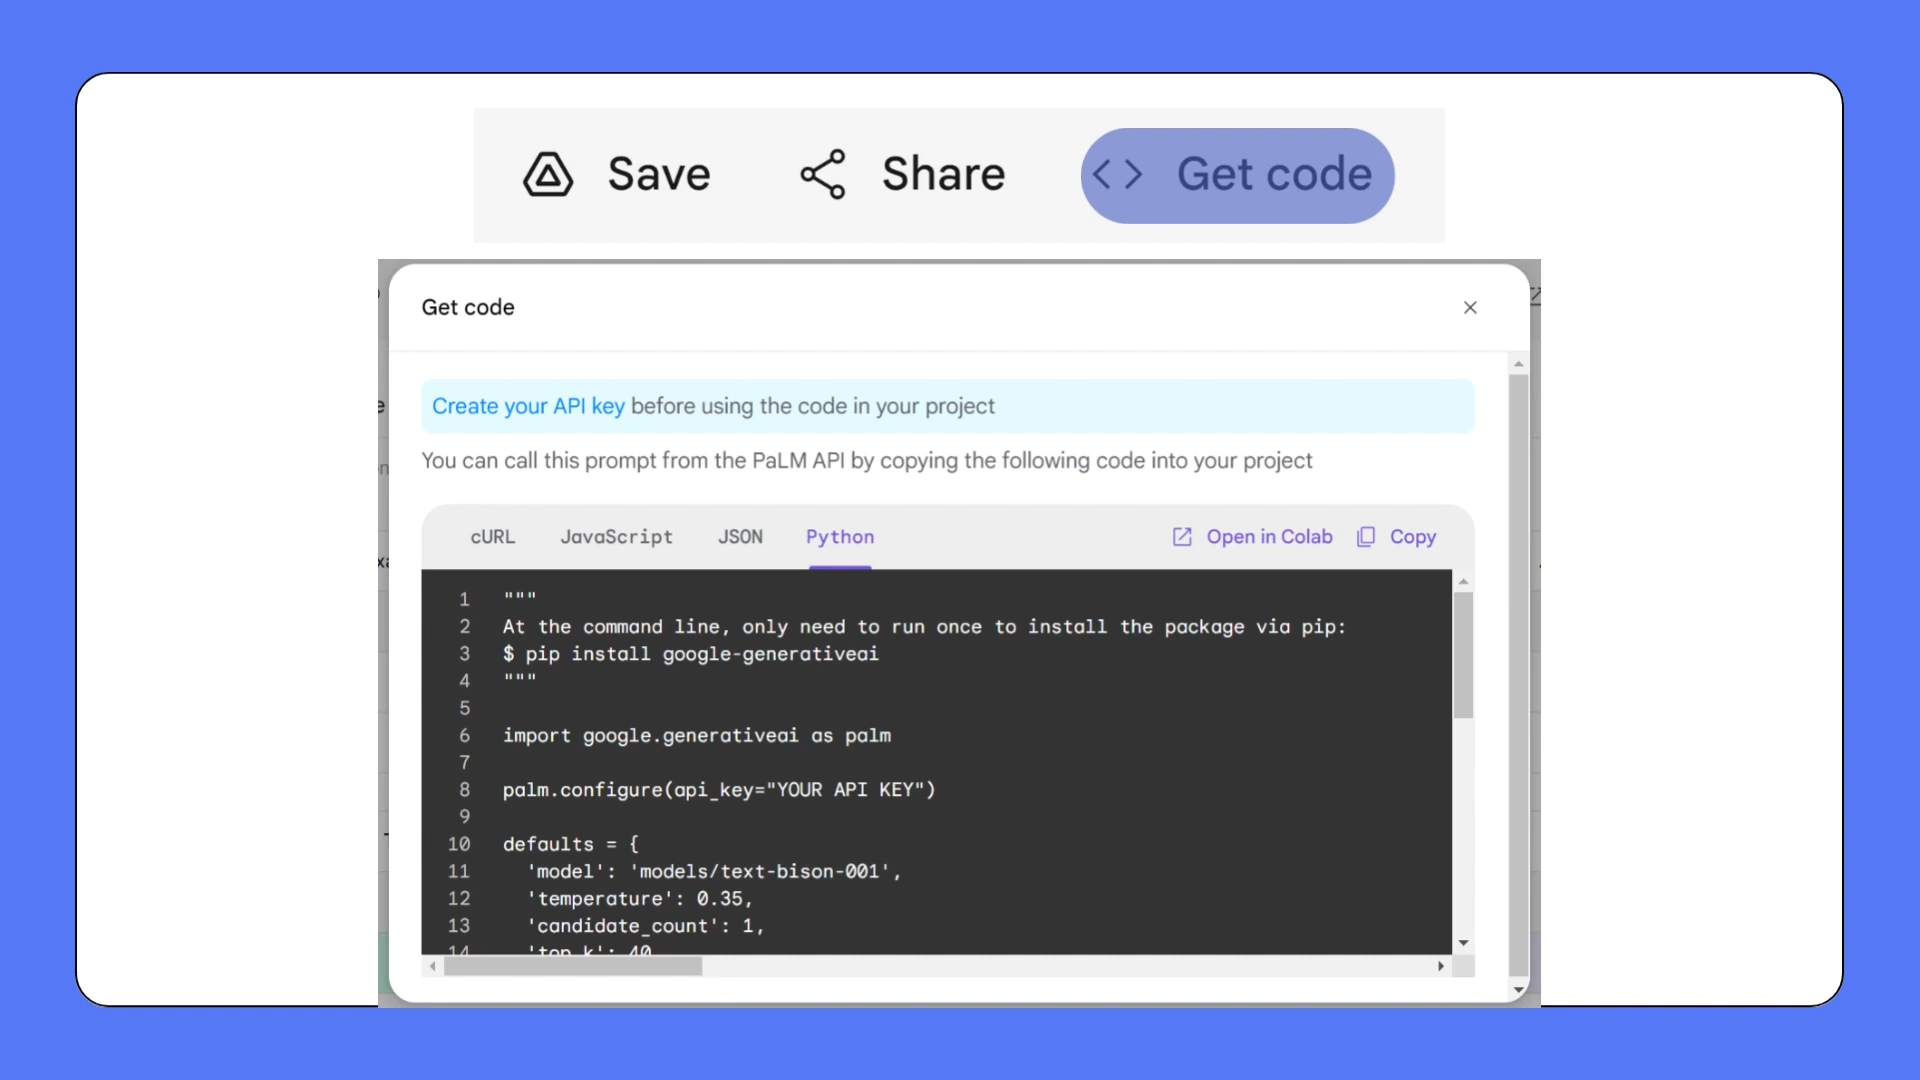 Save Share < > Get code
Get code
Create your API key before using the code in your project
You can call this prompt from the PaLM API by copying the following code into your project
cURL JavaScript JSON Python Open in Colab Copy
1 """
2 At the command line, only need to run once to install the package via pip:
3 $ pip install google-generativeai
4 """
5
6 import google.generativeai as palm
7
8 palm.configure(api_key="YOUR API KEY")
9
10 defaults = {
11 'model': 'models/text-bison-001',
12 'temperature': 0.35,
13 'candidate_count': 1,
14 'top_k': 40